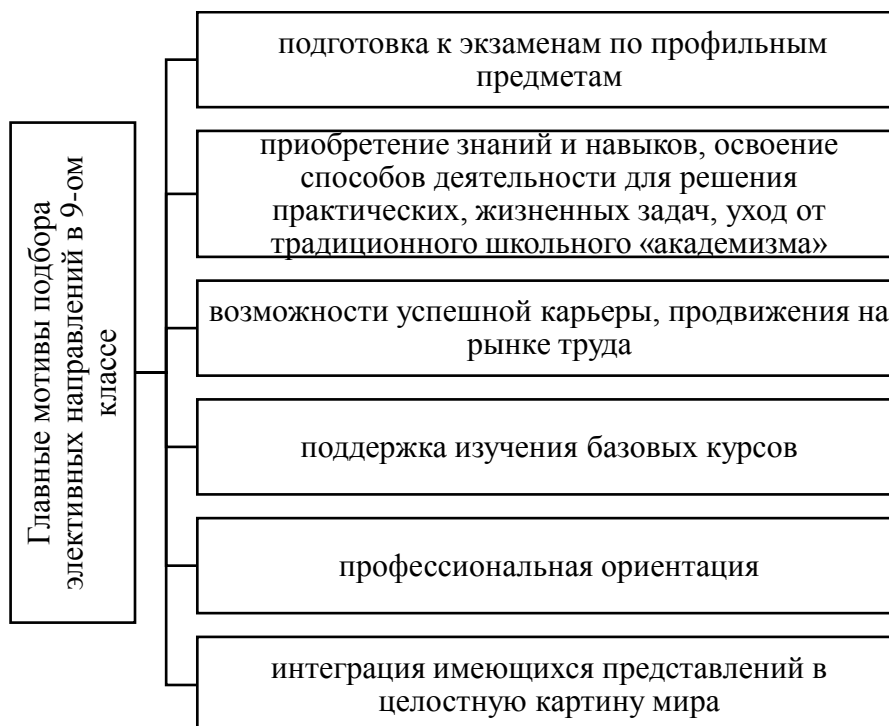 Главные мотивы подбора
элективных направлений в 9-ом
классе
подготовка к экзаменам по профильным
предметам
приобретение знаний и навыков, освоение
способов деятельности для решения
практических, жизненных задач, уход от
традиционного школьного «академизма»
возможности успешной карьеры, продвижения на
рынке труда
поддержка изучения базовых курсов
профессиональная ориентация
интеграция имеющихся представлений в
целостную картину мира